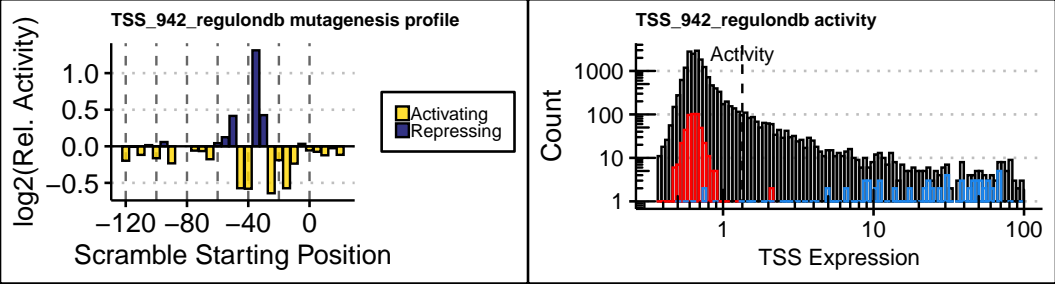 TSS_942_regulondb mutagenesis profile
log2(Rel. Activity)
1.0
0.5
0.0
−0.5
−120 −80 −40 0
Scramble Starting Position
Activating
Repressing
TSS_942_regulondb activity
Activity
Count
1000
100
10
1
1 10 100
TSS Expression